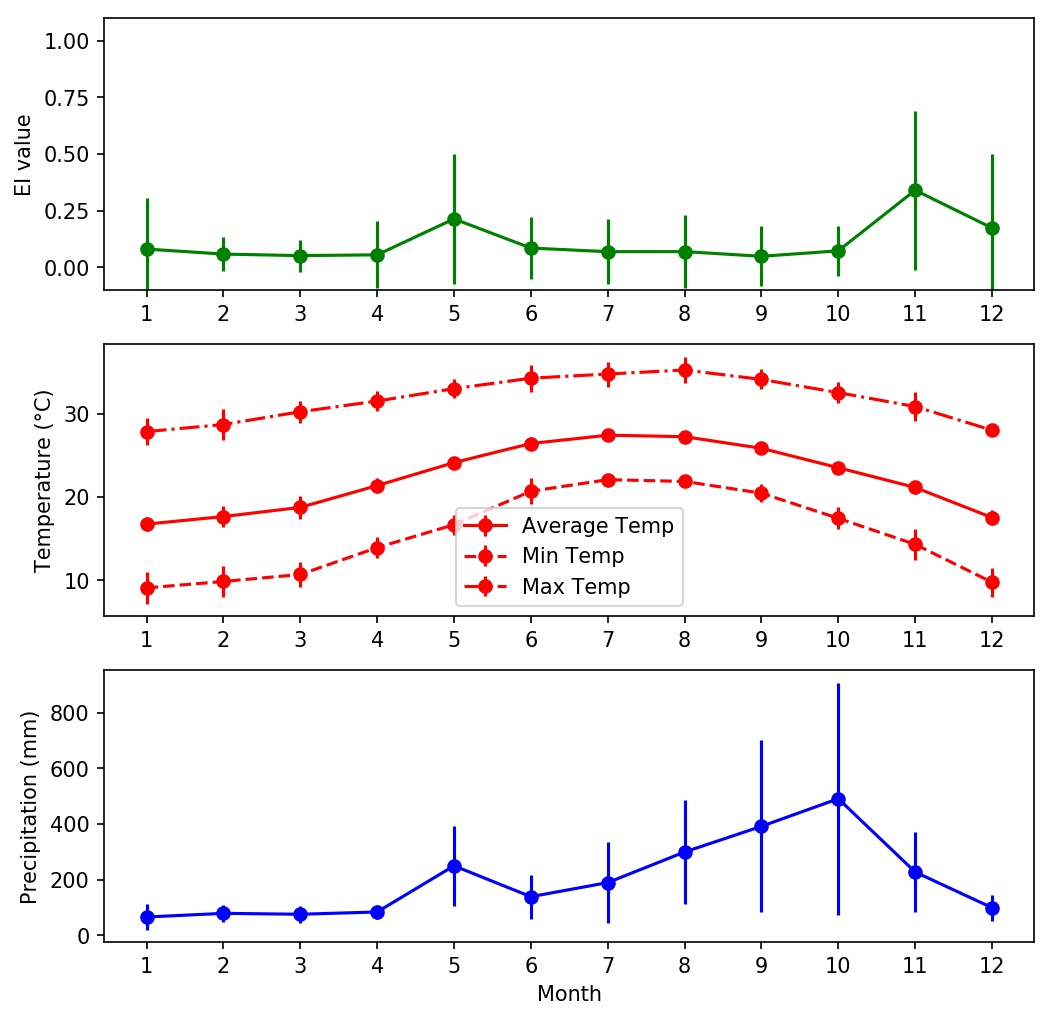 1.00
0.75
0.50
0.25
0.00
EI value
1 2 3 4 5 6 7 8 9 10 11 12
30
20
10
Temperature (°C)
Average Temp
Min Temp
Max Temp
1 2 3 4 5 6 7 8 9 10 11 12
800
600
400
200
0
Precipitation (mm)
1 2 3 4 5 6 7 8 9 10 11 12
Month